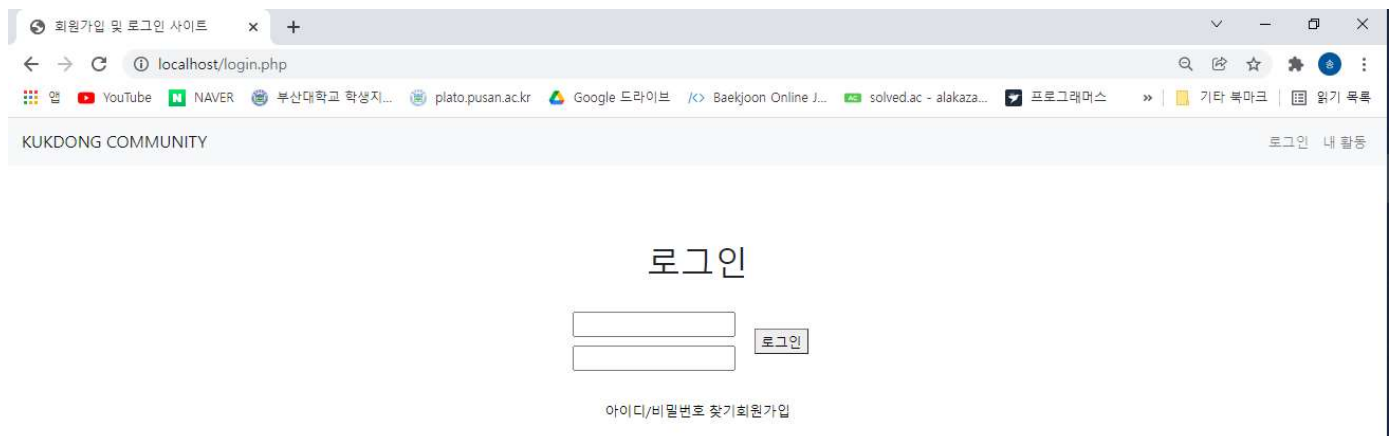 회원가입 및 로그인 사이트
localhost/login.php
송
앱 YouTube NAVER 부산대학교 학생지... plato.pusan.ac.kr Google 드라이브 Baekjoon Online J... solved.ac - alakaza... 프로그래머스 » 기타 북마크 읽기 목록
KUKDONG COMMUNITY 로그인 내 활동
로그인
로그인
아이디/비밀번호 찾기회원가입